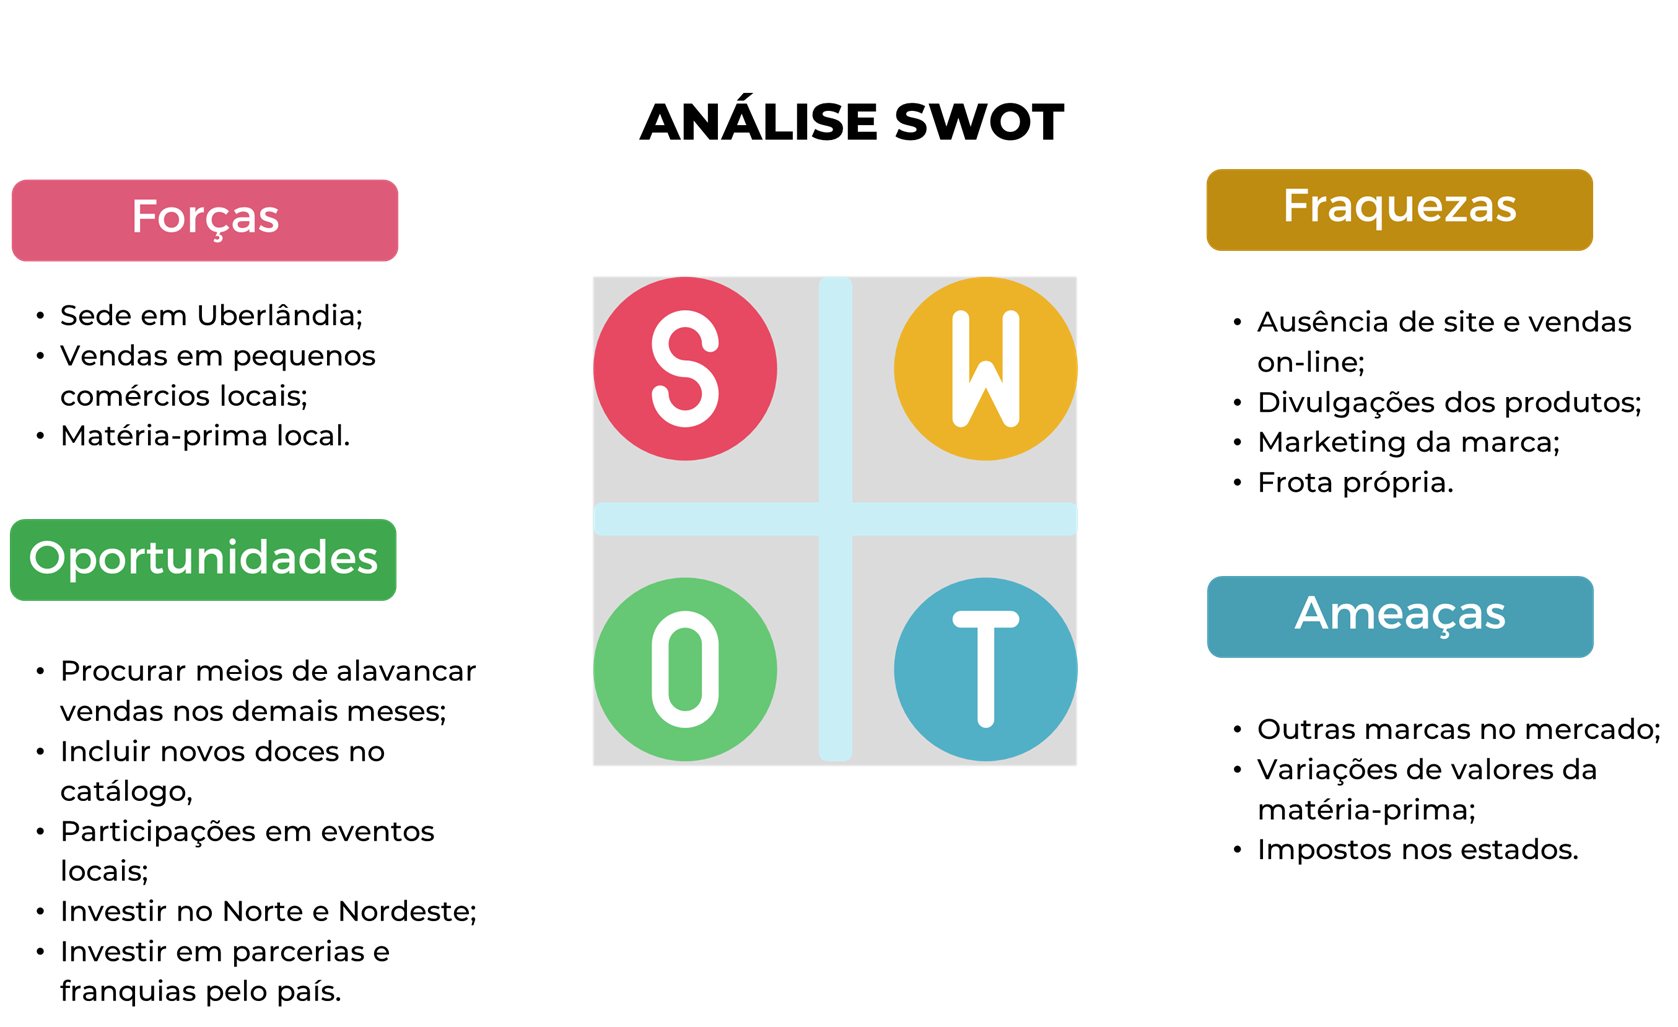 ANÁLISE SWOT
Forças
• Sede em Uberlândia;
• Vendas em pequenos
comércios locais;
• Matéria-prima local.
Oportunidades
• Procurar meios de alavancar
vendas nos demais meses;
• Incluir novos doces no
catálogo,
• Participações em eventos
locais;
• Investir no Norte e Nordeste;
• Investir em parcerias e
franquias pelo país.
S
W
O
T
Fraquezas
• Ausência de site e vendas
on-line;
• Divulgações dos produtos;
• Marketing da marca;
• Frota própria.
Ameaças
• Outras marcas no mercado;
• Variações de valores da
matéria-prima;
• Impostos nos estados.